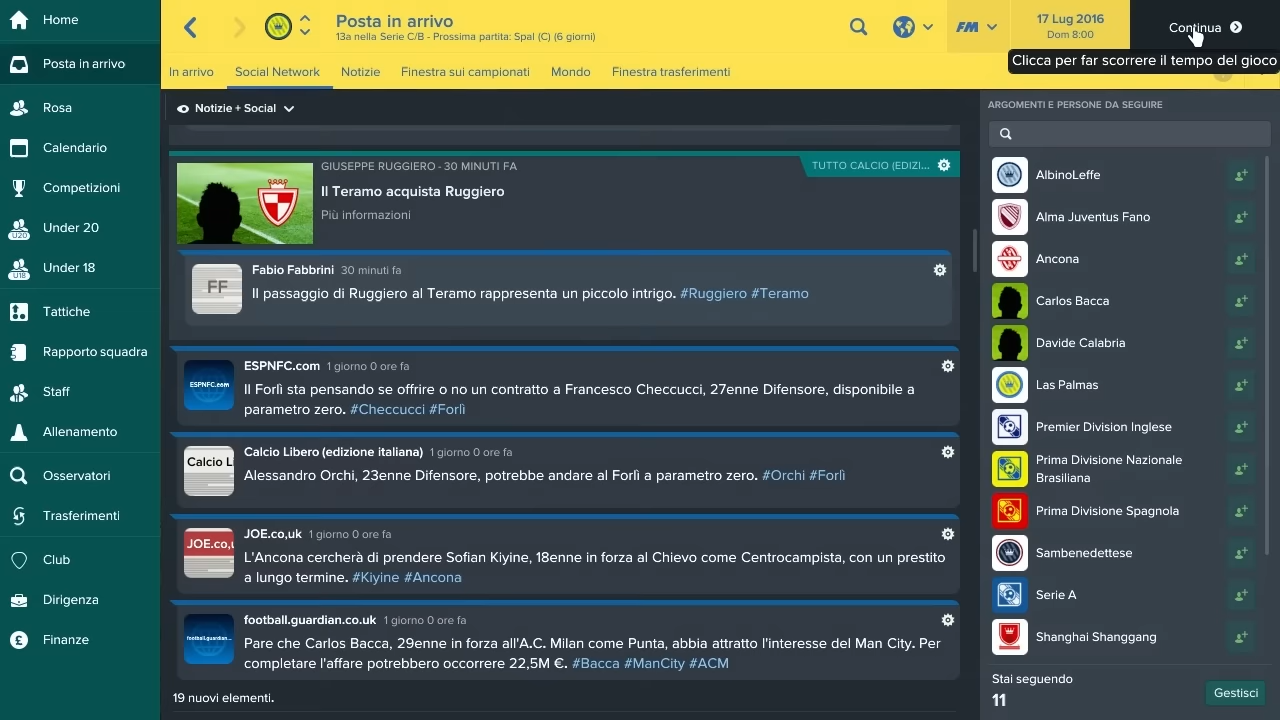 Home
Posta in arrivo
Rosa
Calendario
Competizioni
Under 20
Under 18
Tattiche
Rapporto squadra
Staff
Allenamento
Osservatori
Trasferimenti
Club
Dirigenza
Finanze
Posta in arrivo
13a nella Serie C/B - Prossima partita: Spal (C) (6 giorni)
FM
17 Lug 2016
Dom 8:00
Continua
Clicca per far scorrere il tempo del gioco
In arrivo
Social Network
Notizie
Finestra sui campionati
Mondo
Finestra trasferimenti
Notizie + Social
GIUSEPPE RUGGIERO - 30 MINUTI FA
TUTTO CALCIO (EDIZI...
Il Teramo acquista Ruggiero
Più informazioni
FF
Fabio Fabbrini 30 minuti fa
Il passaggio di Ruggiero al Teramo rappresenta un piccolo intrigo. #Ruggiero #Teramo
ESPNFC.com
ESPNFC.com 1 giorno 0 ore fa
Il Forlì sta pensando se offrire o no un contratto a Francesco Checcucci, 27enne Difensore, disponibile a
parametro zero. #Checcucci #Forlì
Calcio Li
Calcio Libero (edizione italiana) 1 giorno 0 ore fa
Alessandro Orchi, 23enne Difensore, potrebbe andare al Forlì a parametro zero. #Orchi #Forlì
JOE.co,u
JOE.co,uk 1 giorno 0 ore fa
L'Ancona cercherà di prendere Sofian Kiyine, 18enne in forza al Chievo come Centrocampista, con un prestito
a lungo termine. #Kiyine #Ancona
football.guardian...
football.guardian.co.uk 1 giorno 0 ore fa
Pare che Carlos Bacca, 29enne in forza all'A.C. Milan come Punta, abbia attratto l'interesse del Man City. Per
completare l'affare potrebbero occorrere 22,5M €. #Bacca #ManCity #ACM
19 nuovi elementi.
ARGOMENTI E PERSONE DA SEGUIRE
AlbinoLeffe
Alma Juventus Fano
Ancona
Carlos Bacca
Davide Calabria
Las Palmas
Premier Division Inglese
Prima Divisione Nazionale
Brasiliana
Prima Divisione Spagnola
Sambenedettese
Serie A
Shanghai Shanggang
Stai seguendo
11
Gestisci